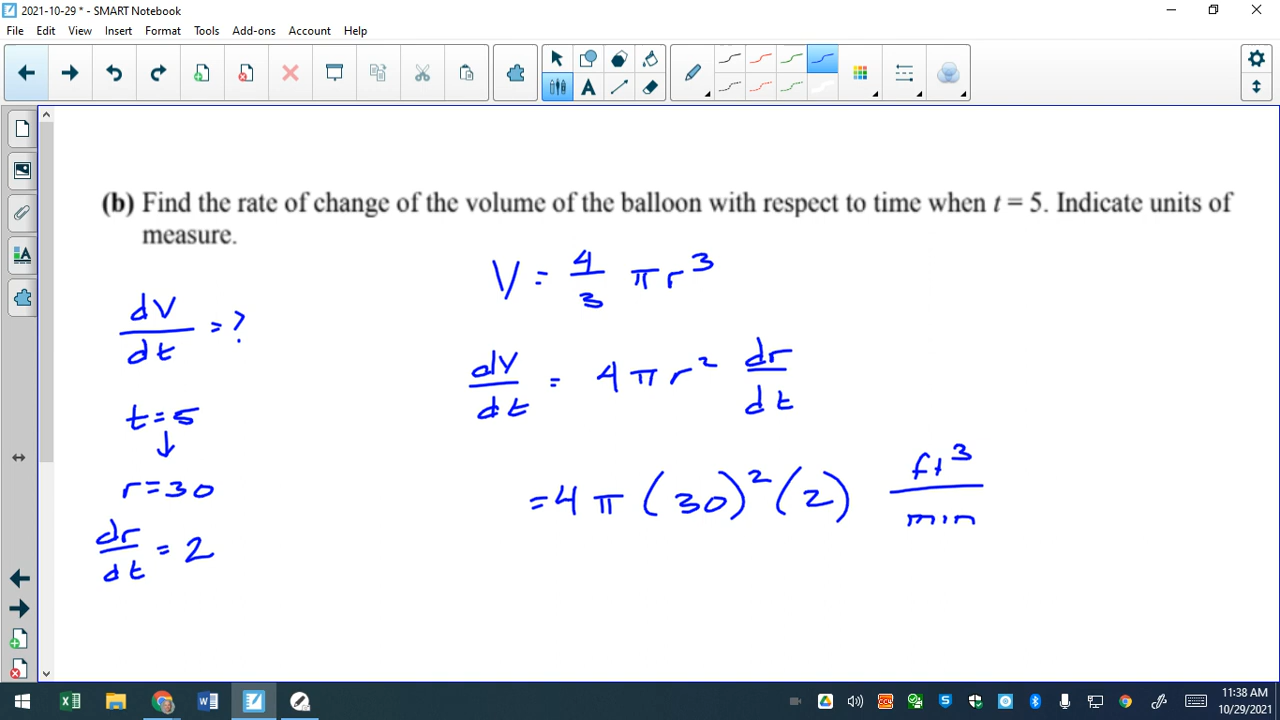 2021-10-29 * - SMART Notebook
File Edit View Insert Format Tools Add-ons Account Help
(b) Find the rate of change of the volume of the balloon with respect to time when t = 5. Indicate units of
measure.
V = 4/3 πr³
dV/dt = ?
dV/dt = 4πr² dr/dt
t = 5
↓
r = 30
= 4π(30)²(2) ft³/min
dr/dt = 2
11:38 AM
10/29/2021